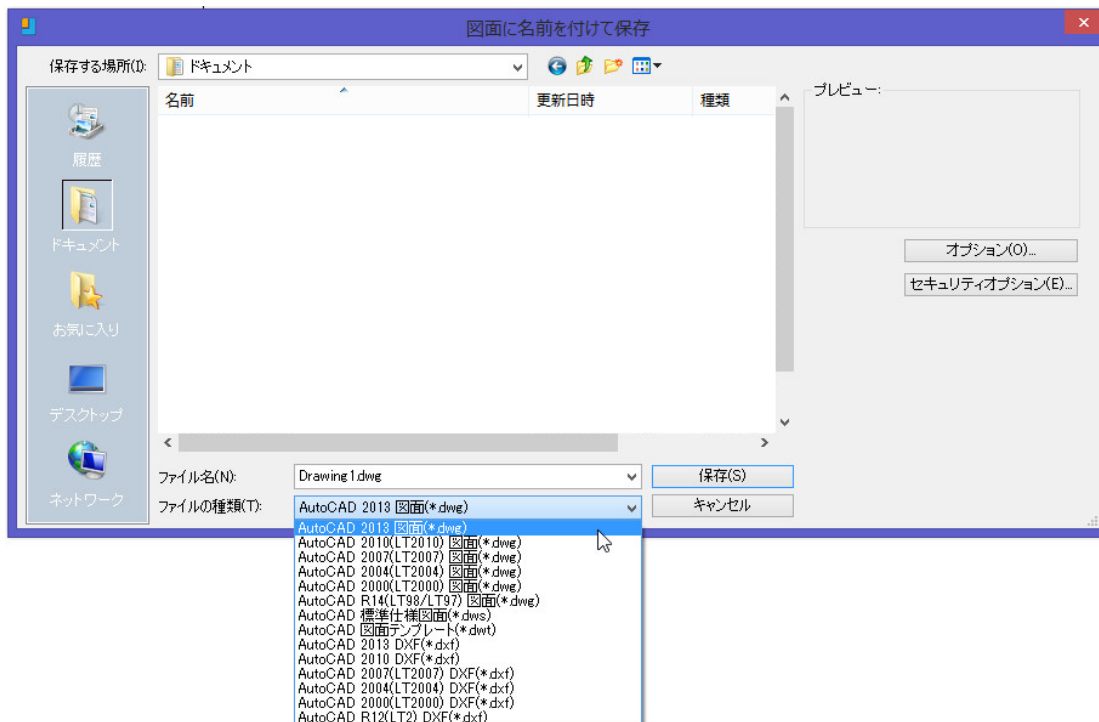 図面に名前を付けて保存
保存する場所(I): ドキュメント
名前 更新日時 種類
プレビュー:
履歴
ドキュメント
お気に入り
デスクトップ
ネットワーク
オプション(O)...
セキュリティオプション(E)...
ファイル名(N): Drawing1.dwg 保存(S)
ファイルの種類(T): AutoCAD 2013 図面(*.dwg) キャンセル
AutoCAD 2013 図面(*.dwg)
AutoCAD 2010(LT2010) 図面(*.dwg)
AutoCAD 2007(LT2007) 図面(*.dwg)
AutoCAD 2004(LT2004) 図面(*.dwg)
AutoCAD 2000(LT2000) 図面(*.dwg)
AutoCAD R14(LT98/LT97) 図面(*.dwg)
AutoCAD 標準仕様図面(*.dws)
AutoCAD 図面テンプレート(*.dwt)
AutoCAD 2013 DXF(*.dxf)
AutoCAD 2010 DXF(*.dxf)
AutoCAD 2007(LT2007) DXF(*.dxf)
AutoCAD 2004(LT2004) DXF(*.dxf)
AutoCAD 2000(LT2000) DXF(*.dxf)
AutoCAD R12(LT2) DXF(*.dxf)